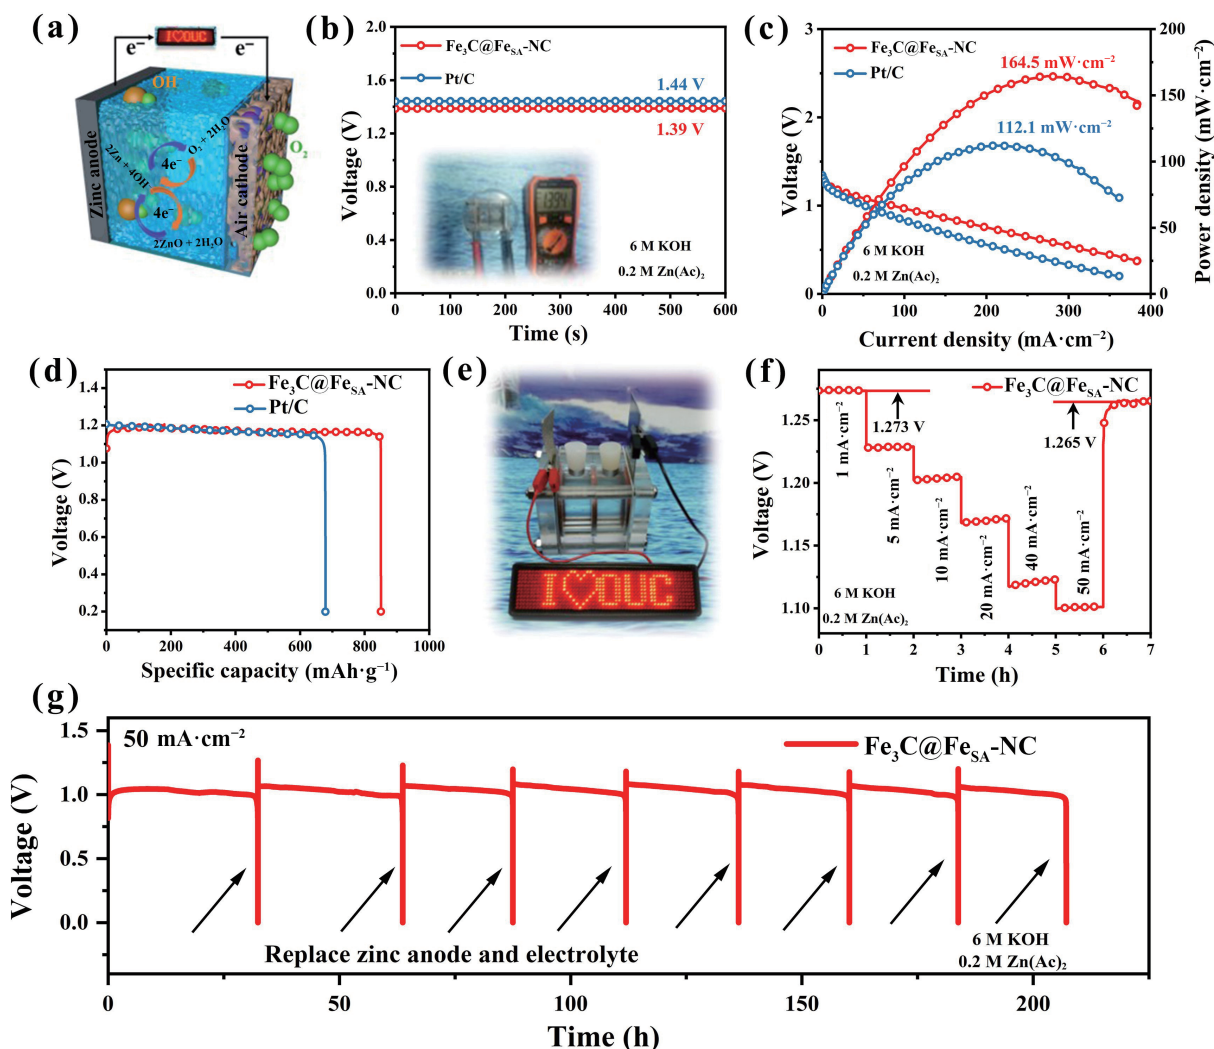 (a)
I♥OUC
e⁻
e⁻
OH⁻
O₂ + 2H₂O
4e⁻
2Zn + 4OH⁻
4e⁻
2ZnO + 2H₂O
O₂
Zinc anode
Air cathode
(b)
Voltage (V)
2.0
1.6
1.2
0.8
0.4
0.0
Fe₃C@Fe_SA-NC
Pt/C
1.44 V
1.39 V
6 M KOH
0.2 M Zn(Ac)₂
0
100
200
300
400
500
600
Time (s)
(c)
Voltage (V)
3
2
1
0
Fe₃C@Fe_SA-NC
Pt/C
164.5 mW·cm⁻²
112.1 mW·cm⁻²
6 M KOH
0.2 M Zn(Ac)₂
0
100
200
300
400
Current density (mA·cm⁻²)
200
150
100
50
0
Power density (mW·cm⁻²)
(d)
Voltage (V)
1.4
1.2
1.0
0.8
0.6
0.4
0.2
Fe₃C@Fe_SA-NC
Pt/C
0
200
400
600
800
1000
Specific capacity (mAh·g⁻¹)
(e)
I♡OUC
(f)
Voltage (V)
1.25
1.20
1.15
1.10
Fe₃C@Fe_SA-NC
1.273 V
1.265 V
1 mA·cm⁻²
5 mA·cm⁻²
10 mA·cm⁻²
20 mA·cm⁻²
40 mA·cm⁻²
50 mA·cm⁻²
6 M KOH
0.2 M Zn(Ac)₂
0
1
2
3
4
5
6
7
Time (h)
(g)
Voltage (V)
1.5
1.0
0.5
0.0
50 mA·cm⁻²
Fe₃C@Fe_SA-NC
Replace zinc anode and electrolyte
6 M KOH
0.2 M Zn(Ac)₂
0
50
100
150
200
Time (h)